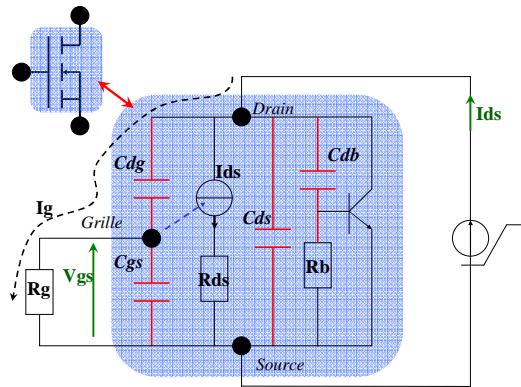 Drain
Ids
Cdg
Cdb
Ids
Ig
Grille
Cds
Cgs
Vgs
Rds
Rb
Rg
Source